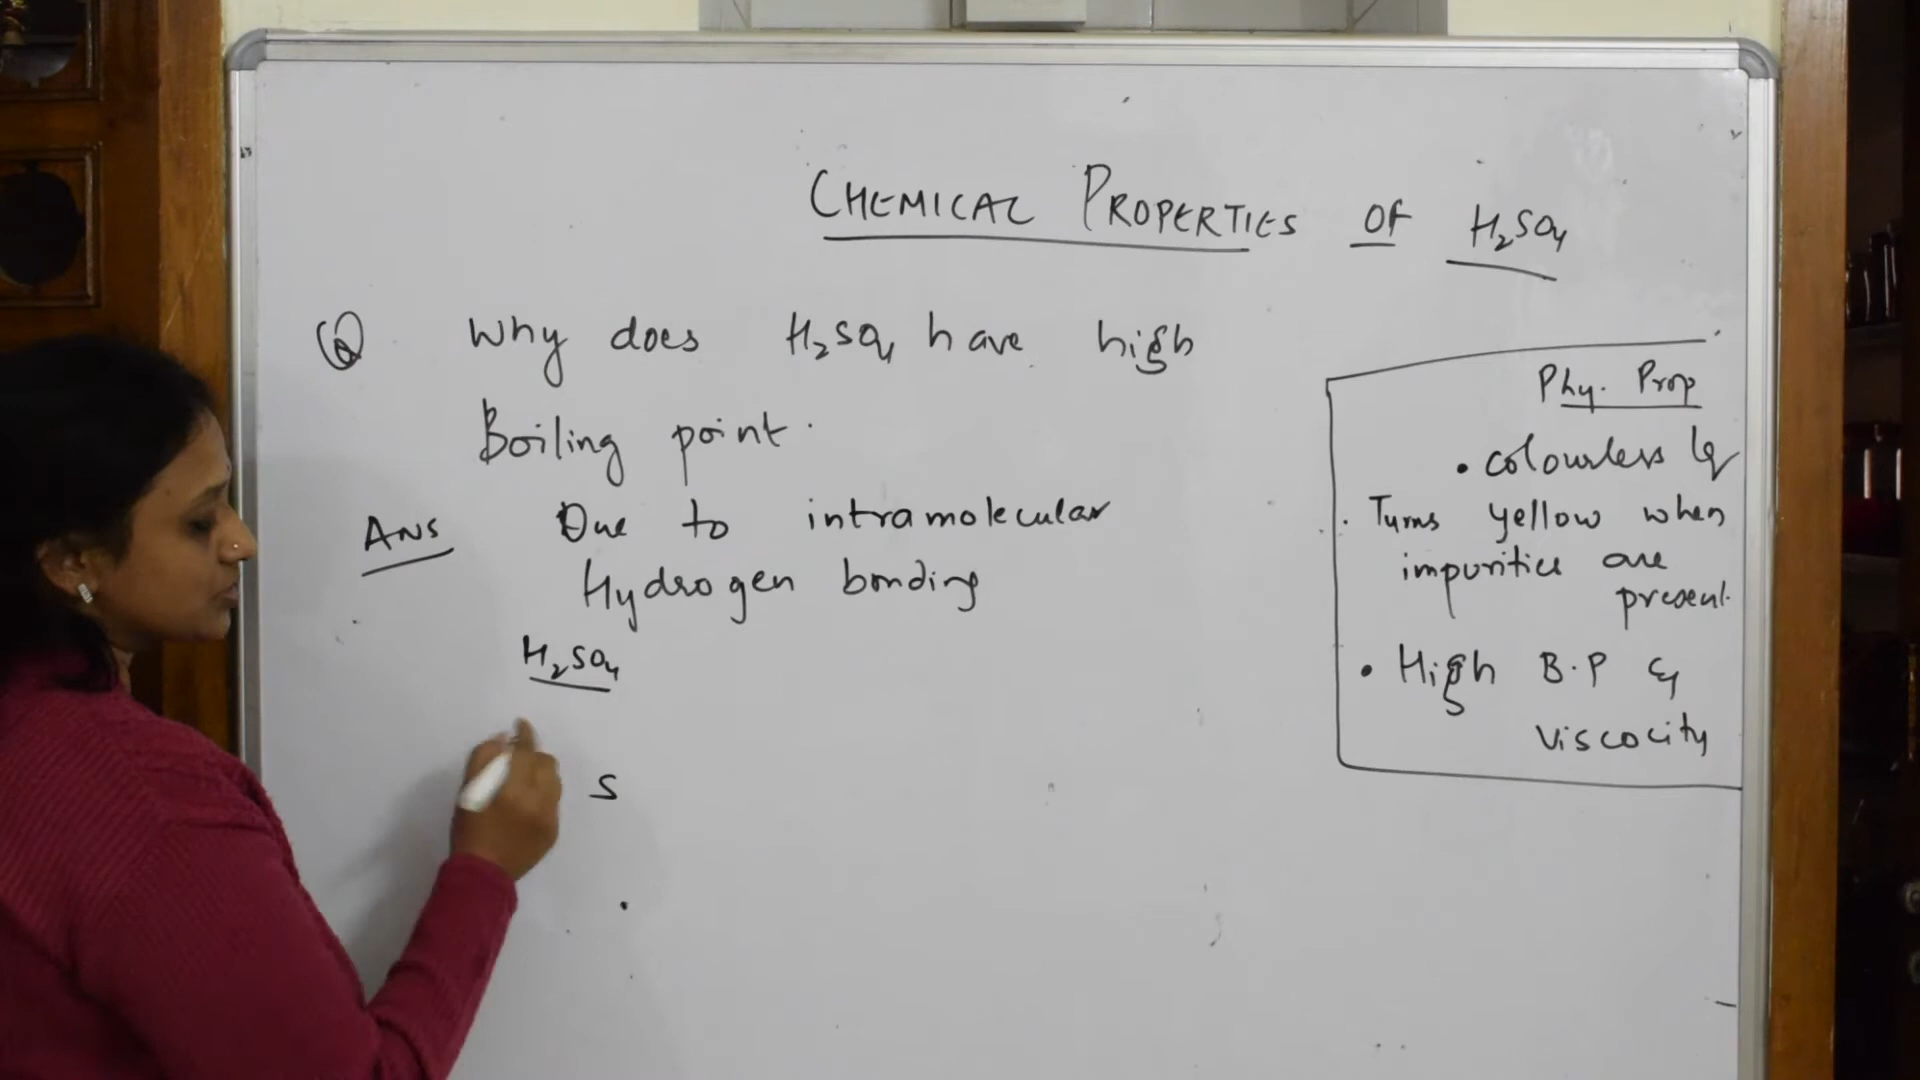 CHEMICAL PROPERTIES OF H₂SO₄
Q Why does H₂SO₄ have high
Boiling point.
Ans Due to intramolecular
Hydrogen bonding
H₂SO₄
S
Phy. Prop
• colourless lq
• Turns yellow when
impurities are
present.
• High B.P &
Viscocity